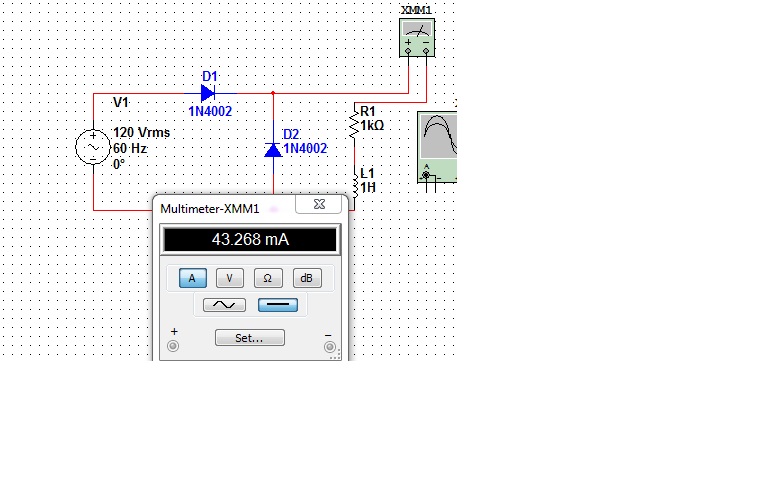 XMM1
D1
1N4002
V1
120 Vrms
60 Hz
0°
D2
1N4002
R1
1kΩ
L1
1H
A
Multimeter-XMM1
43.268 mA
A V Ω dB
+ Set... −